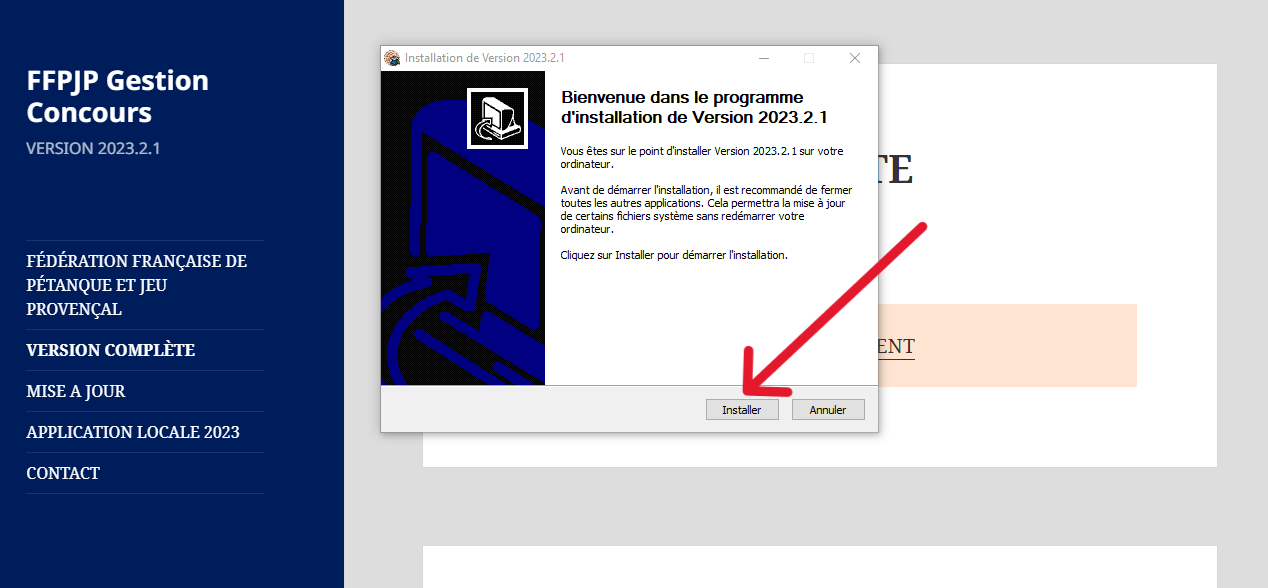 FFPJP Gestion
Concours
VERSION 2023.2.1
FÉDÉRATION FRANÇAISE DE
PÉTANQUE ET JEU
PROVENÇAL
VERSION COMPLÈTE
MISE A JOUR
APPLICATION LOCALE 2023
CONTACT
Installation de Version 2023.2.1
Bienvenue dans le programme
d'installation de Version 2023.2.1
Vous êtes sur le point d'installer Version 2023.2.1 sur votre
ordinateur.
Avant de démarrer l'installation, il est recommandé de fermer
toutes les autres applications. Cela permettra la mise à jour
de certains fichiers système sans redémarrer votre
ordinateur.
Cliquez sur Installer pour démarrer l'installation.
Installer Annuler
TE
ENT